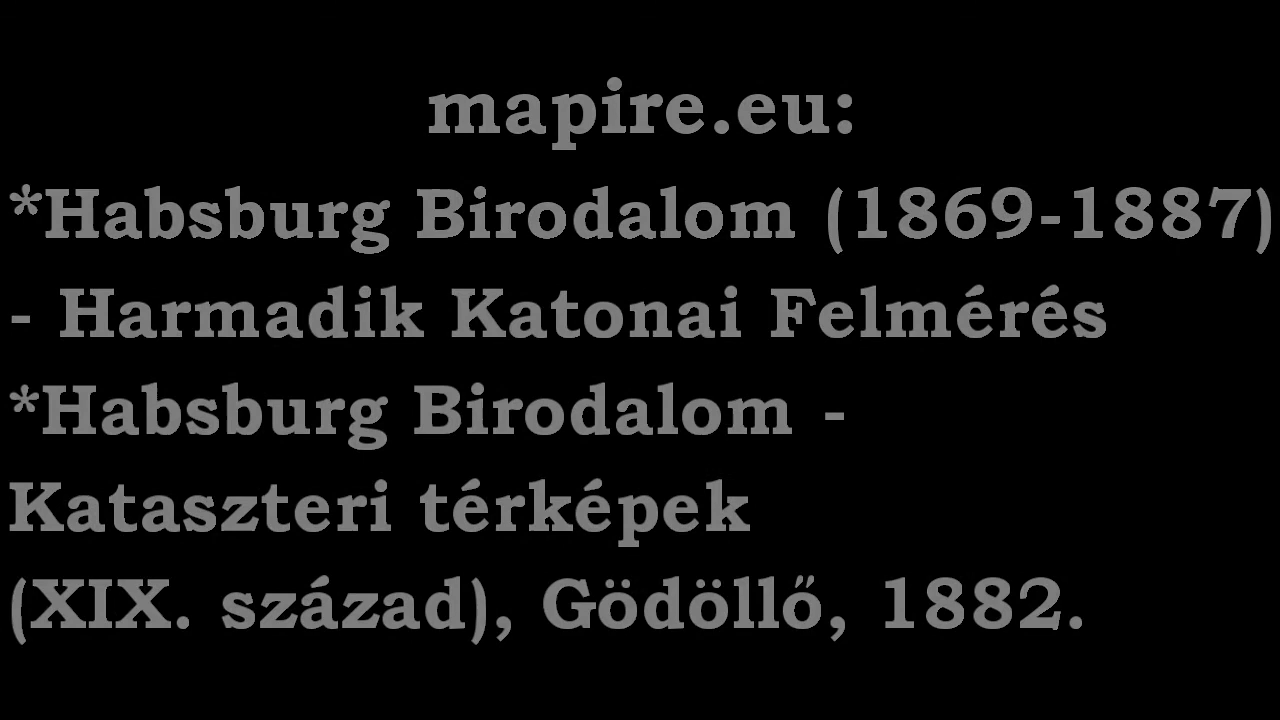 mapire.eu:
*Habsburg Birodalom (1869-1887)
- Harmadik Katonai Felmérés
*Habsburg Birodalom -
Kataszteri térképek
(XIX. század), Gödöllő, 1882.